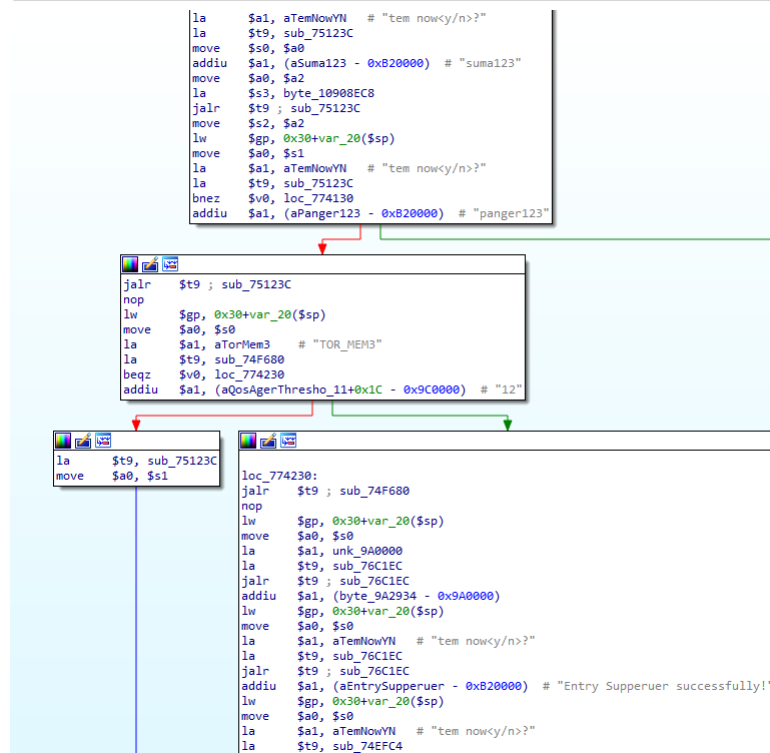 la $a1, aTemNowYN # "tem now<y/n>?"
la $t9, sub_75123C
move $s0, $a0
addiu $a1, (aSuma123 - 0xB20000) # "suma123"
move $a0, $a2
la $s3, byte_10908EC8
jalr $t9 ; sub_75123C
move $s2, $a2
lw $gp, 0x30+var_20($sp)
move $a0, $s1
la $a1, aTemNowYN # "tem now<y/n>?"
la $t9, sub_75123C
bnez $v0, loc_774130
addiu $a1, (aPanger123 - 0xB20000) # "panger123"
jalr $t9 ; sub_75123C
nop
lw $gp, 0x30+var_20($sp)
move $a0, $s0
la $a1, aTorMem3 # "TOR_MEM3"
la $t9, sub_74F680
beqz $v0, loc_774230
addiu $a1, (aQosAgerThresho_11+0x1C - 0x9C0000) # "12"
la $t9, sub_75123C
move $a0, $s1
loc_774230:
jalr $t9 ; sub_74F680
nop
lw $gp, 0x30+var_20($sp)
move $a0, $s0
la $a1, unk_9A0000
la $t9, sub_76C1EC
jalr $t9 ; sub_76C1EC
addiu $a1, (byte_9A2934 - 0x9A0000)
lw $gp, 0x30+var_20($sp)
move $a0, $s0
la $a1, aTemNowYN # "tem now<y/n>?"
la $t9, sub_76C1EC
jalr $t9 ; sub_76C1EC
addiu $a1, (aEntrySupperuer - 0xB20000) # "Entry Supperuer successfully!"
lw $gp, 0x30+var_20($sp)
move $a0, $s0
la $a1, aTemNowYN # "tem now<y/n>?"
la $t9, sub_74EFC4